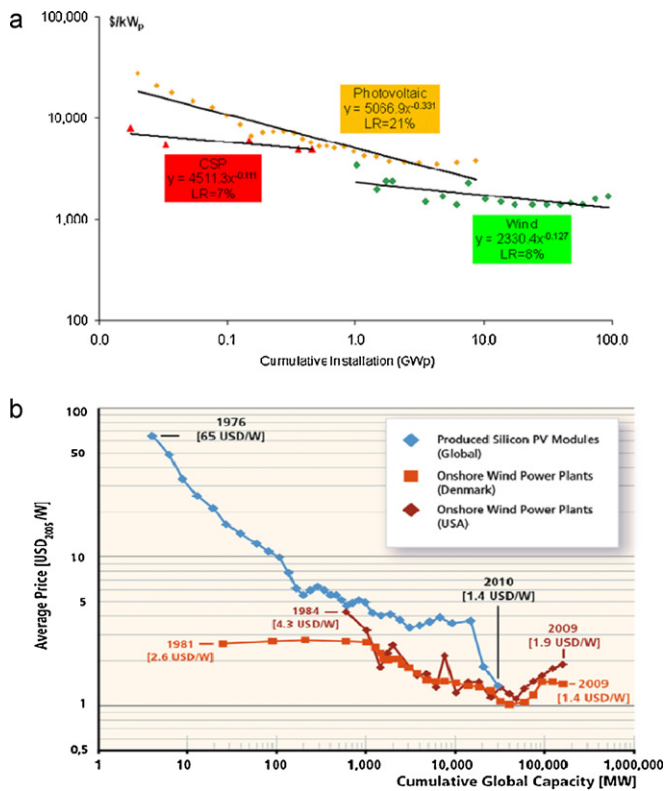 a
$/kWp
100,000
10,000
1,000
100
Photovoltaic
y = 5066.9x-0.331
LR=21%
CSP
y = 4511.3x-0.111
LR=7%
Wind
y = 2330.4x-0.127
LR=8%
0.0 0.1 1.0 10.0 100.0
Cumulative Installation (GWp)
b
Average Price [USD2005/W]
100
50
10
5
2
1
0,5
1976
[65 USD/W]
Produced Silicon PV Modules
(Global)
Onshore Wind Power Plants
(Denmark)
Onshore Wind Power Plants
(USA)
1981
[2.6 USD/W]
1984
[4.3 USD/W]
2010
[1.4 USD/W]
2009
[1.9 USD/W]
2009
[1.4 USD/W]
1 10 100 1,000 10,000 100,000 1,000,000
Cumulative Global Capacity [MW]